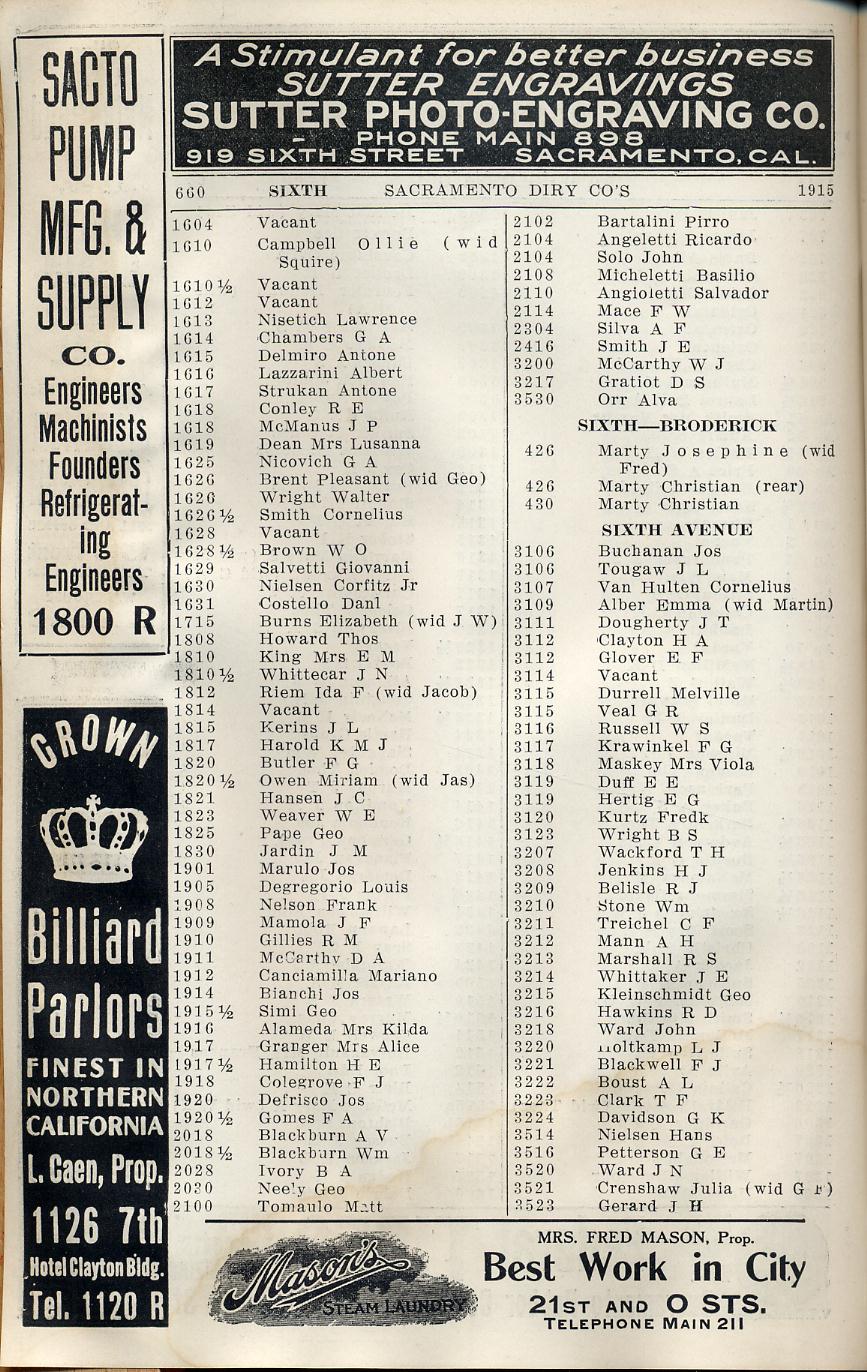 A Stimulant for better business
SUTTER ENGRAVINGS
SUTTER PHOTO-ENGRAVING CO.
PHONE MAIN 898
919 SIXTH STREET SACRAMENTO, CAL.
SACTO
PUMP
MFG. &
SUPPLY
CO.
Engineers
Machinists
Founders
Refrigerat-
ing
Engineers
1800 R
CROWN
Billiard
Parlors
FINEST IN
NORTHERN
CALIFORNIA
L. Caen, Prop.
1126 7th
Hotel Clayton Bldg.
Tel. 1120 R
660 SIXTH SACRAMENTO DIRY CO'S 1915
1604 Vacant
1610 Campbell Ollie (wid
Squire)
1610½ Vacant
1612 Vacant
1613 Nisetich Lawrence
1614 Chambers G A
1615 Delmiro Antone
1616 Lazzarini Albert
1617 Strukan Antone
1618 Conley R E
1618 McManus J P
1619 Dean Mrs Lusanna
1625 Nicovich G A
1626 Brent Pleasant (wid Geo)
1626 Wright Walter
1626½ Smith Cornelius
1628 Vacant
1628½ Brown W O
1629 Salvetti Giovanni
1630 Nielsen Corfitz Jr
1631 Costello Danl
1715 Burns Elizabeth (wid J W)
1808 Howard Thos
1810 King Mrs E M
1810½ Whittecar J N
1812 Riem Ida F (wid Jacob)
1814 Vacant
1815 Kerins J L
1817 Harold K M J
1820 Butler F G
1820½ Owen Miriam (wid Jas)
1821 Hansen J C
1823 Weaver W E
1825 Pape Geo
1830 Jardin J M
1901 Marulo Jos
1905 Degregorio Louis
1908 Nelson Frank
1909 Mamola J F
1910 Gillies R M
1911 McCarthy D A
1912 Canciamilla Mariano
1914 Bianchi Jos
1915½ Simi Geo
1916 Alameda Mrs Kilda
1917 Granger Mrs Alice
1917½ Hamilton H E
1918 Colegrove F J
1920 Defrisco Jos
1920½ Gomes F A
2018 Blackburn A V
2018½ Blackburn Wm
2028 Ivory B A
2030 Neely Geo
2100 Tomaulo Matt
2102 Bartalini Pirro
2104 Angeletti Ricardo
2104 Solo John
2108 Micheletti Basilio
2110 Angioletti Salvador
2114 Mace F W
2304 Silva A F
2416 Smith J E
3200 McCarthy W J
3217 Gratiot D S
3530 Orr Alva
SIXTH—BRODERICK
426 Marty Josephine (wid
Fred)
426 Marty Christian (rear)
430 Marty Christian
SIXTH AVENUE
3106 Buchanan Jos
3106 Tougaw J L
3107 Van Hulten Cornelius
3109 Alber Emma (wid Martin)
3111 Dougherty J T
3112 Clayton H A
3112 Glover E F
3114 Vacant
3115 Durrell Melville
3115 Veal G R
3116 Russell W S
3117 Krawinkel F G
3118 Maskey Mrs Viola
3119 Duff E E
3119 Hertig E G
3120 Kurtz Fredk
3123 Wright B S
3207 Wackford T H
3208 Jenkins H J
3209 Belisle R J
3210 Stone Wm
3211 Treichel C F
3212 Mann A H
3213 Marshall R S
3214 Whittaker J E
3215 Kleinschmidt Geo
3216 Hawkins R D
3218 Ward John
3220 L J
3221 Blackwell F J
3222 Boust A L
3223 Clark T F
3224 Davidson G K
3514 Nielsen Hans
3516 Petterson G E
3520 Ward J N
3521 Crenshaw Julia (wid G
3523 Gerard J H
Mason's
STEAM LAUNDRY
MRS. FRED MASON, Prop.
Best Work in City
21ST AND O STS.
TELEPHONE MAIN 211